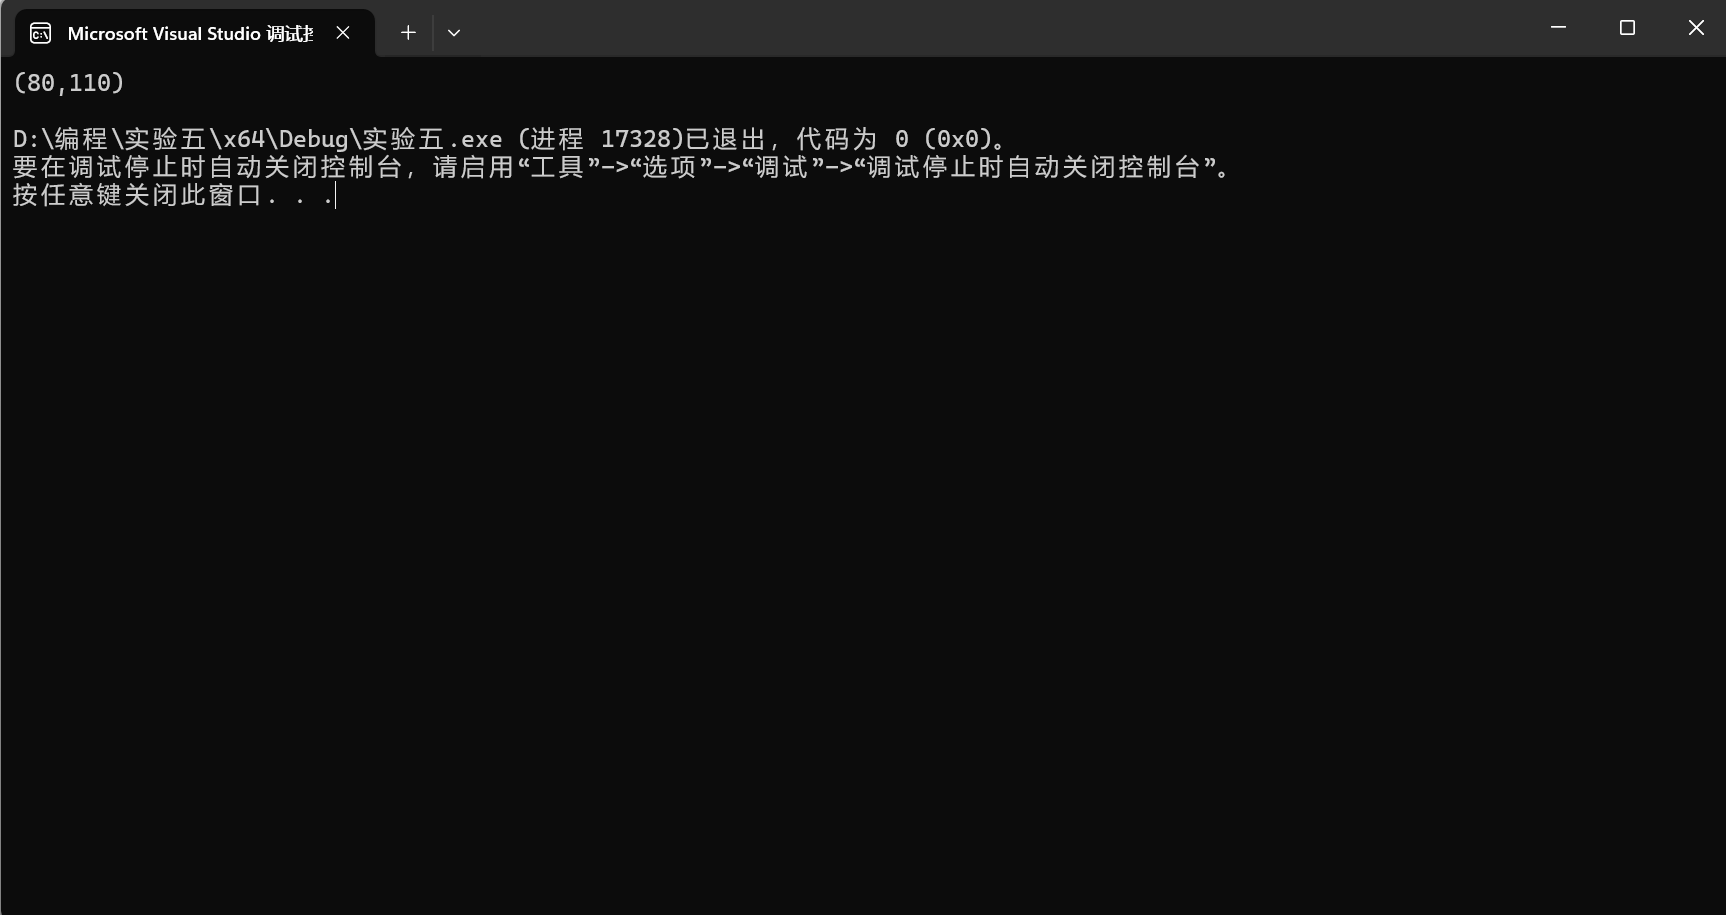 Microsoft Visual Studio 调试
(80,110)
D:\编程\实验五\x64\Debug\实验五.exe (进程 17328)已退出，代码为 0 (0x0)。
要在调试停止时自动关闭控制台，请启用“工具”->“选项”->“调试”->“调试停止时自动关闭控制台”。
按任意键关闭此窗口. . .